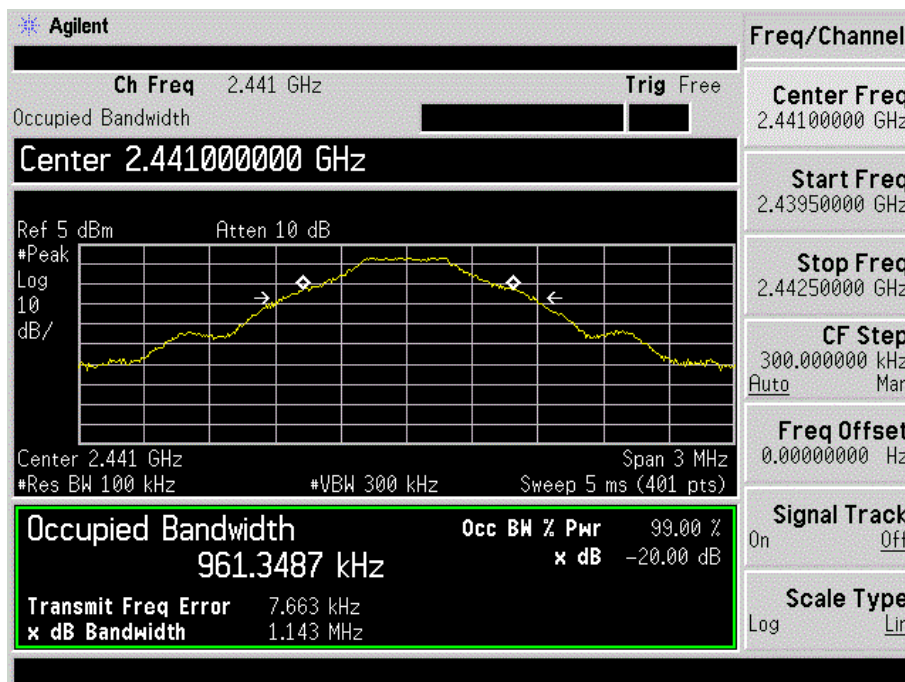 Agilent
Freq/Channel
Ch Freq 2.441 GHz Trig Free
Occupied Bandwidth
Center 2.441000000 GHz
Ref 5 dBm Atten 10 dB
#Peak
Log
10
dB/
Center 2.441 GHz Span 3 MHz
#Res BW 100 kHz #VBW 300 kHz Sweep 5 ms (401 pts)
Occupied Bandwidth
961.3487 kHz
Occ BW % Pwr 99.00 %
x dB -20.00 dB
Transmit Freq Error 7.663 kHz
x dB Bandwidth 1.143 MHz
Center Freq
2.44100000 GHz
Start Freq
2.43950000 GHz
Stop Freq
2.44250000 GHz
CF Step
300.000000 kHz
Auto Man
Freq Offset
0.00000000 Hz
Signal Track
On Off
Scale Type
Log Lin